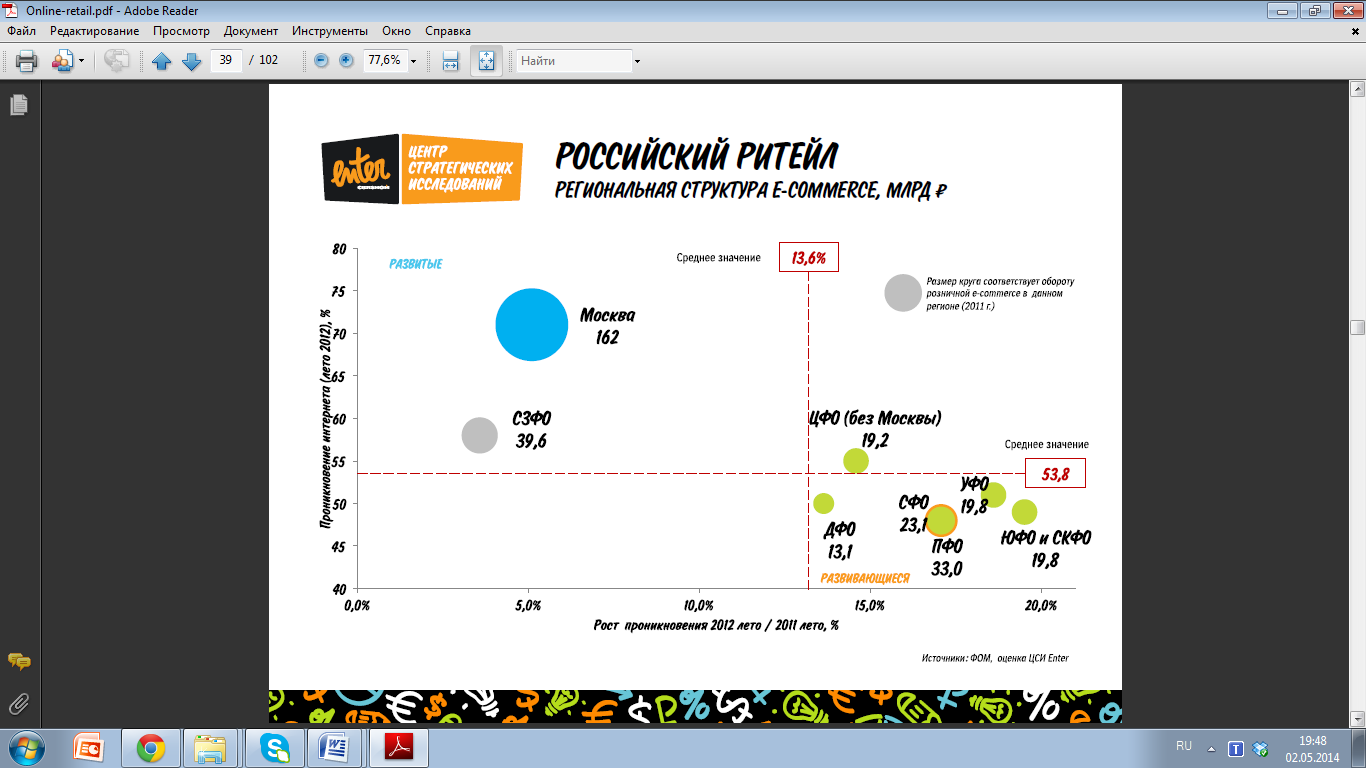 Online-retail.pdf - Adobe Reader
Файл Редактирование Просмотр Документ Инструменты Окно Справка
39 / 102 77,6% Найти
enter
ЦЕНТР
СТРАТЕГИЧЕСКИХ
ИССЛЕДОВАНИЙ
РОССИЙСКИЙ РИТЕЙЛ
РЕГИОНАЛЬНАЯ СТРУКТУРА E-COMMERCE, МЛРД ₽
Проникновение интернета (лето 2012), %
80
75
70
65
60
55
50
45
40
РАЗВИТЫЕ
Среднее значение
13,6%
Размер круга соответствует обороту
розничной e-commerce в данном
регионе (2011 г.)
Москва
162
СЗФО
39,6
ЦФО (без Москвы)
19,2
Среднее значение
53,8
УФО
19,8
СФО
23,1
ДФО
13,1
ПФО
33,0
ЮФО и СКФО
19,8
РАЗВИВАЮЩИЕСЯ
0,0% 5,0% 10,0% 15,0% 20,0%
Рост проникновения 2012 лето / 2011 лето, %
Источники: ФОМ, оценка ЦСИ Enter
RU
19:48
02.05.2014